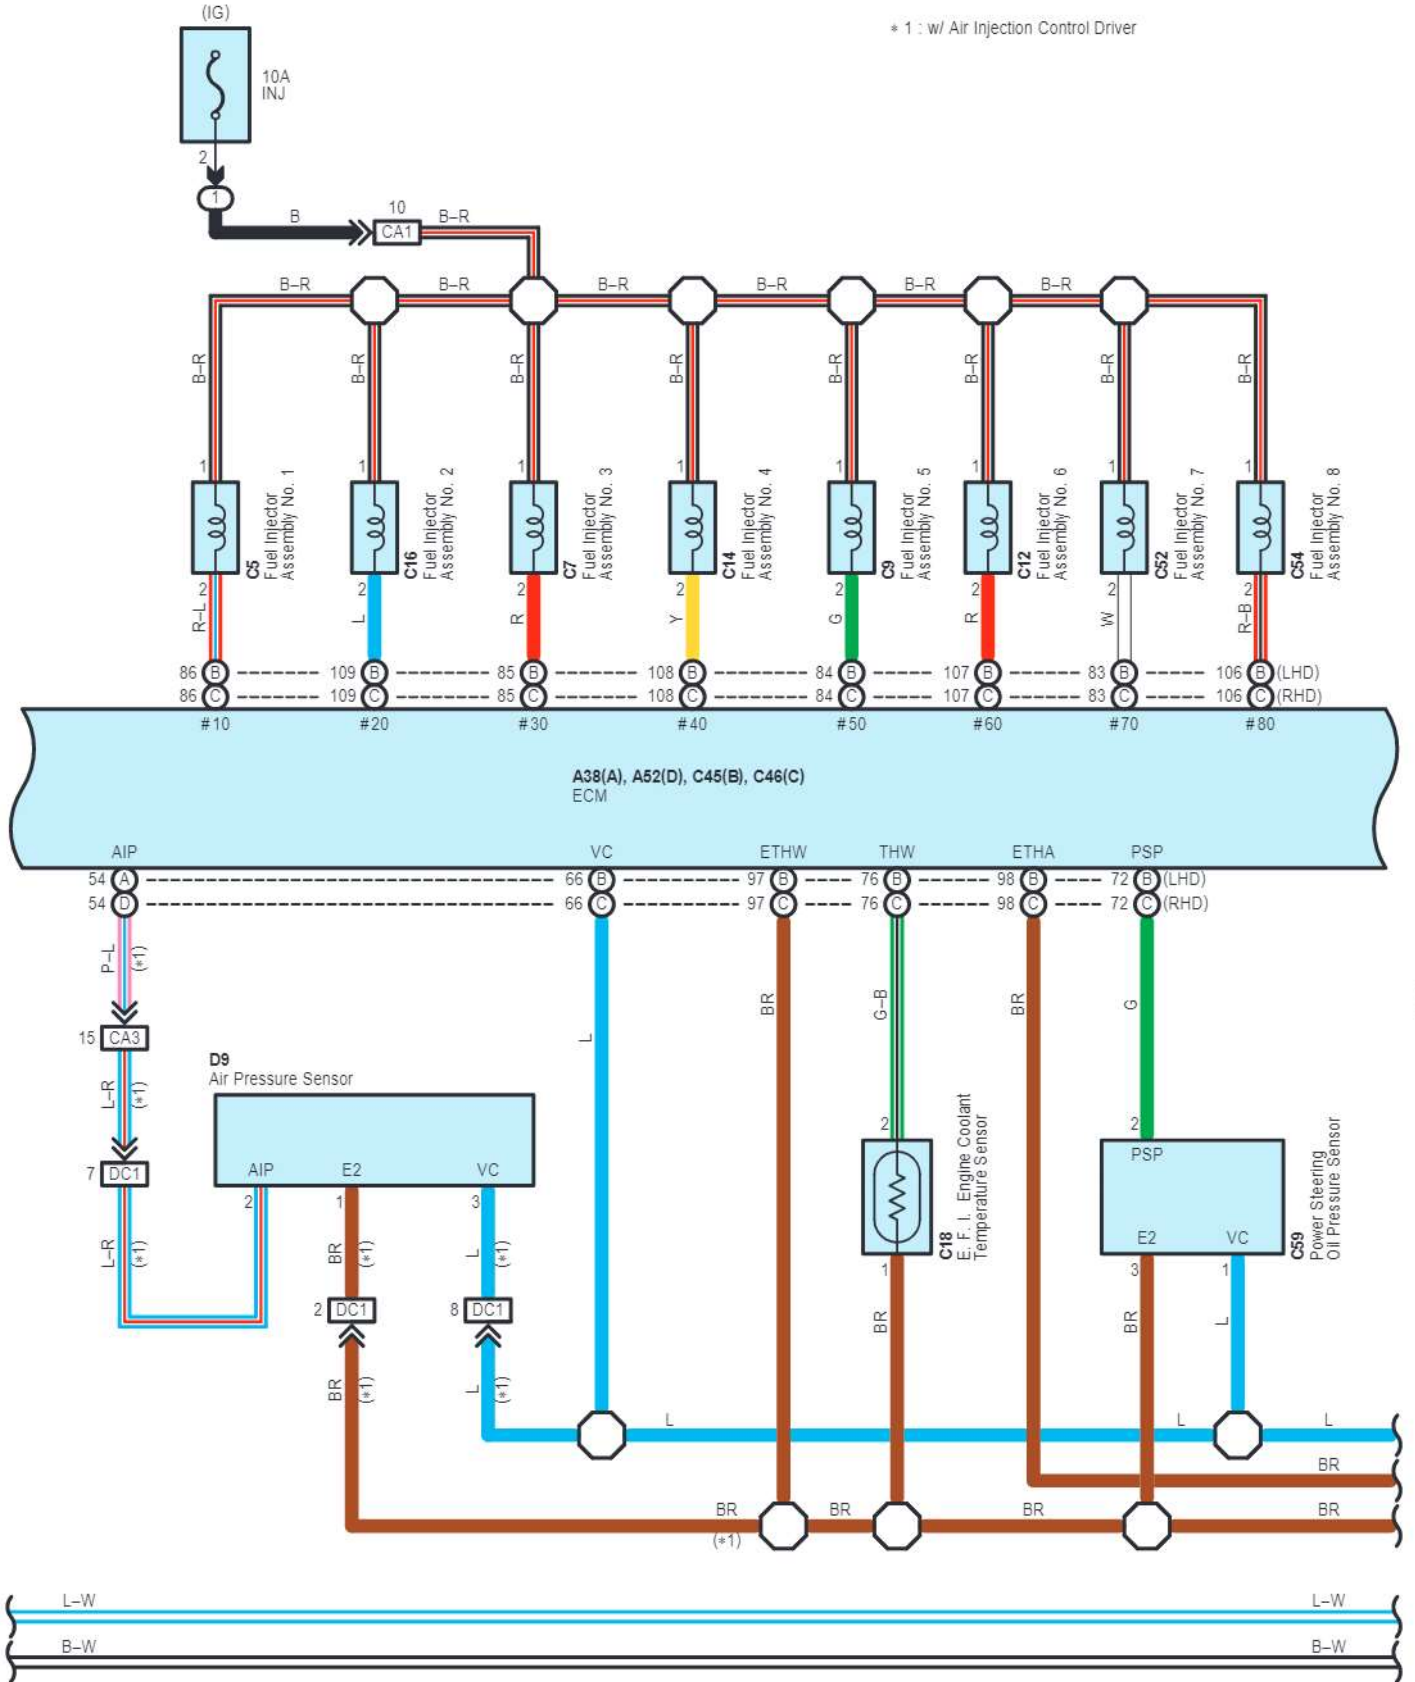 (IG)
∗ 1 : w/ Air Injection Control Driver
10A
INJ
2
1
B
10
CA1
B–R
B–R B–R B–R B–R B–R B–R
B–R B–R B–R B–R B–R B–R B–R B–R
1 1 1 1 1 1 1 1
C5
Fuel Injector
Assembly No. 1
C16
Fuel Injector
Assembly No. 2
C7
Fuel Injector
Assembly No. 3
C14
Fuel Injector
Assembly No. 4
C9
Fuel Injector
Assembly No. 5
C12
Fuel Injector
Assembly No. 6
C52
Fuel Injector
Assembly No. 7
C54
Fuel Injector
Assembly No. 8
2 2 2 2 2 2 2 2
R–L L R Y G R W R–B
86 B 109 B 85 B 108 B 84 B 107 B 83 B 106 B (LHD)
86 C 109 C 85 C 108 C 84 C 107 C 83 C 106 C (RHD)
#10 #20 #30 #40 #50 #60 #70 #80
A38(A), A52(D), C45(B), C46(C)
ECM
AIP VC ETHW THW ETHA PSP
54 A 66 B 97 B 76 B 98 B 72 B (LHD)
54 D 66 C 97 C 76 C 98 C 72 C (RHD)
P–L
(∗1)
15 CA3
L–R
(∗1)
7 DC1
L–R
(∗1)
D9
Air Pressure Sensor
AIP E2 VC
2 1 3
BR
(∗1)
L
(∗1)
2 DC1
8 DC1
BR
(∗1)
L
(∗1)
L
BR
G–B
BR
G
2
C18
E. F. I. Engine Coolant
Temperature Sensor
1
BR
2
PSP
E2 VC
C59
Power Steering
Oil Pressure Sensor
3 1
BR
L
L L L
BR
BR BR BR BR
(∗1)
L–W L–W
B–W B–W